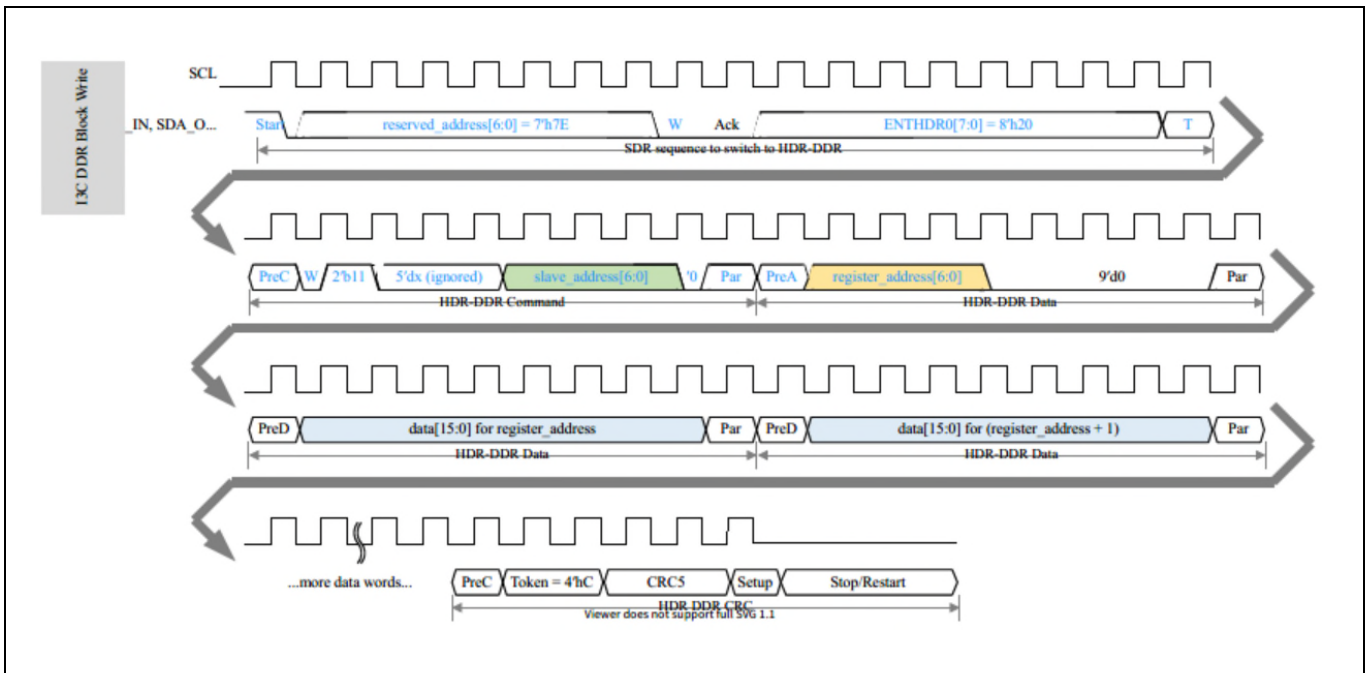 I3C DDR Block Write
SCL
_IN, SDA_O...
Start reserved_address[6:0] = 7'h7E W Ack ENTHDR0[7:0] = 8'h20 T
SDR sequence to switch to HDR-DDR
PreC W 2'b11 5'dx (ignored) slave_address[6:0] '0 Par PreA register_address[6:0] 9'd0 Par
HDR-DDR Command HDR-DDR Data
PreD data[15:0] for register_address Par PreD data[15:0] for (register_address + 1) Par
HDR-DDR Data HDR-DDR Data
...more data words... PreC Token = 4'hC CRC5 Setup Stop/Restart
HDR DDR CRC
Viewer does not support full SVG 1.1